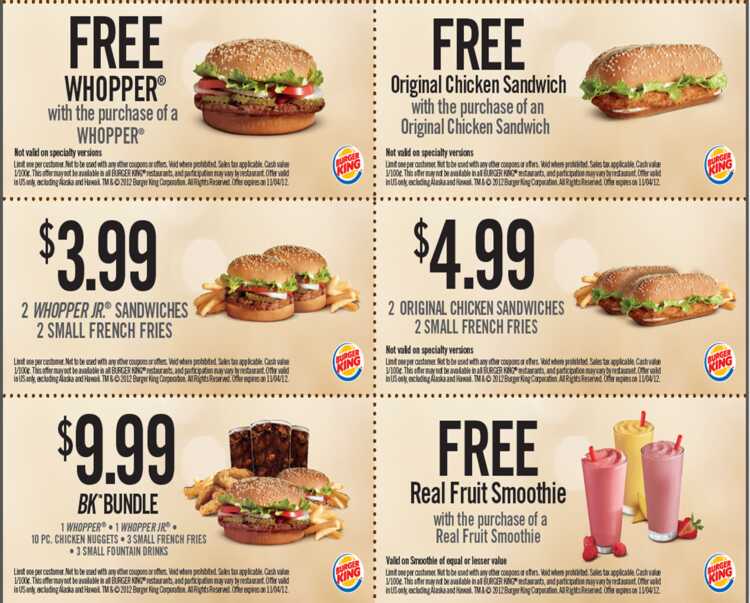 FREE
WHOPPER®
with the purchase of a
WHOPPER®
Not valid on specialty versions
Limit one per customer. Not to be used with any other coupons or offers. Void where prohibited. Sales tax applicable. Cash value
1/100¢. This offer may not be available in all BURGER KING® restaurants, and participation may vary by restaurant. Offer valid
in US only, excluding Alaska and Hawaii. TM & © 2012 Burger King Corporation. All Rights Reserved. Offer expires on 11/04/12.
BURGER
KING
FREE
Original Chicken Sandwich
with the purchase of an
Original Chicken Sandwich
Not valid on specialty versions
Limit one per customer. Not to be used with any other coupons or offers. Void where prohibited. Sales tax applicable. Cash value
1/100¢. This offer may not be available in all BURGER KING® restaurants, and participation may vary by restaurant. Offer valid
in US only, excluding Alaska and Hawaii. TM & © 2012 Burger King Corporation. All Rights Reserved. Offer expires on 11/04/12.
BURGER
KING
$3.99
2 WHOPPER JR.® SANDWICHES
2 SMALL FRENCH FRIES
Limit one per customer. Not to be used with any other coupons or offers. Void where prohibited. Sales tax applicable. Cash value
1/100¢. This offer may not be available in all BURGER KING® restaurants, and participation may vary by restaurant. Offer valid
in US only, excluding Alaska and Hawaii. TM & © 2012 Burger King Corporation. All Rights Reserved. Offer expires on 11/04/12.
BURGER
KING
$4.99
2 ORIGINAL CHICKEN SANDWICHES
2 SMALL FRENCH FRIES
Not valid on specialty versions
Limit one per customer. Not to be used with any other coupons or offers. Void where prohibited. Sales tax applicable. Cash value
1/100¢. This offer may not be available in all BURGER KING® restaurants, and participation may vary by restaurant. Offer valid
in US only, excluding Alaska and Hawaii. TM & © 2012 Burger King Corporation. All Rights Reserved. Offer expires on 11/04/12.
BURGER
KING
$9.99
BK™ BUNDLE
1 WHOPPER® • 1 WHOPPER JR.® •
10 PC. CHICKEN NUGGETS • 3 SMALL FRENCH FRIES
• 3 SMALL FOUNTAIN DRINKS
Limit one per customer. Not to be used with any other coupons or offers. Void where prohibited. Sales tax applicable. Cash value
1/100¢. This offer may not be available in all BURGER KING® restaurants, and participation may vary by restaurant. Offer valid
in US only, excluding Alaska and Hawaii. TM & © 2012 Burger King Corporation. All Rights Reserved. Offer expires on 11/04/12.
BURGER
KING
FREE
Real Fruit Smoothie
with the purchase of a
Real Fruit Smoothie
Valid on Smoothie of equal or lesser value
Limit one per customer. Not to be used with any other coupons or offers. Void where prohibited. Sales tax applicable. Cash value
1/100¢. This offer may not be available in all BURGER KING® restaurants, and participation may vary by restaurant. Offer valid
in US only, excluding Alaska and Hawaii. TM & © 2012 Burger King Corporation. All Rights Reserved. Offer expires on 11/04/12.
BURGER
KING